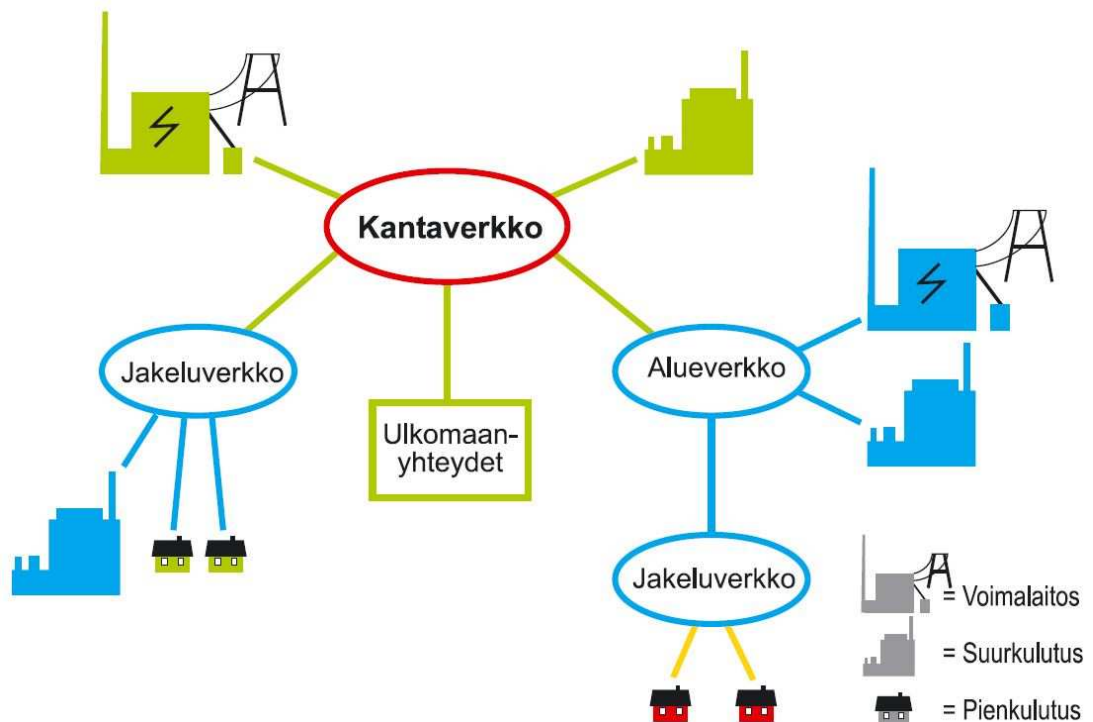 Kantaverkko
Jakeluverkko
Alueverkko
Ulkomaan-
yhteydet
Jakeluverkko
= Voimalaitos
= Suurkulutus
= Pienkulutus